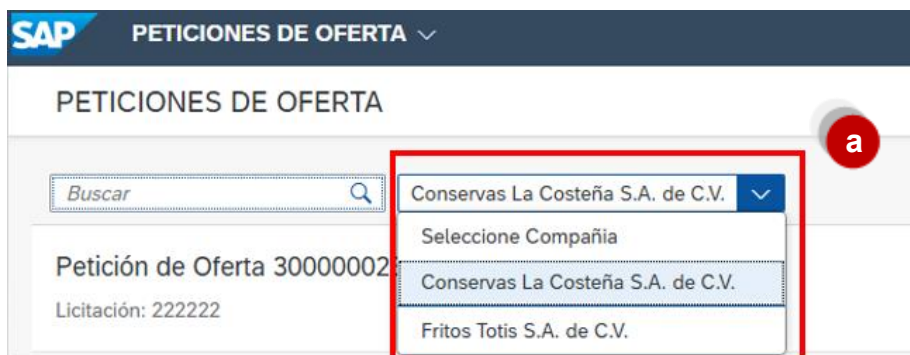 SAP PETICIONES DE OFERTA
PETICIONES DE OFERTA
a
Buscar
Conservas La Costeña S.A. de C.V.
Seleccione Compañia
Conservas La Costeña S.A. de C.V.
Fritos Totis S.A. de C.V.
Petición de Oferta 300000002
Licitación: 222222